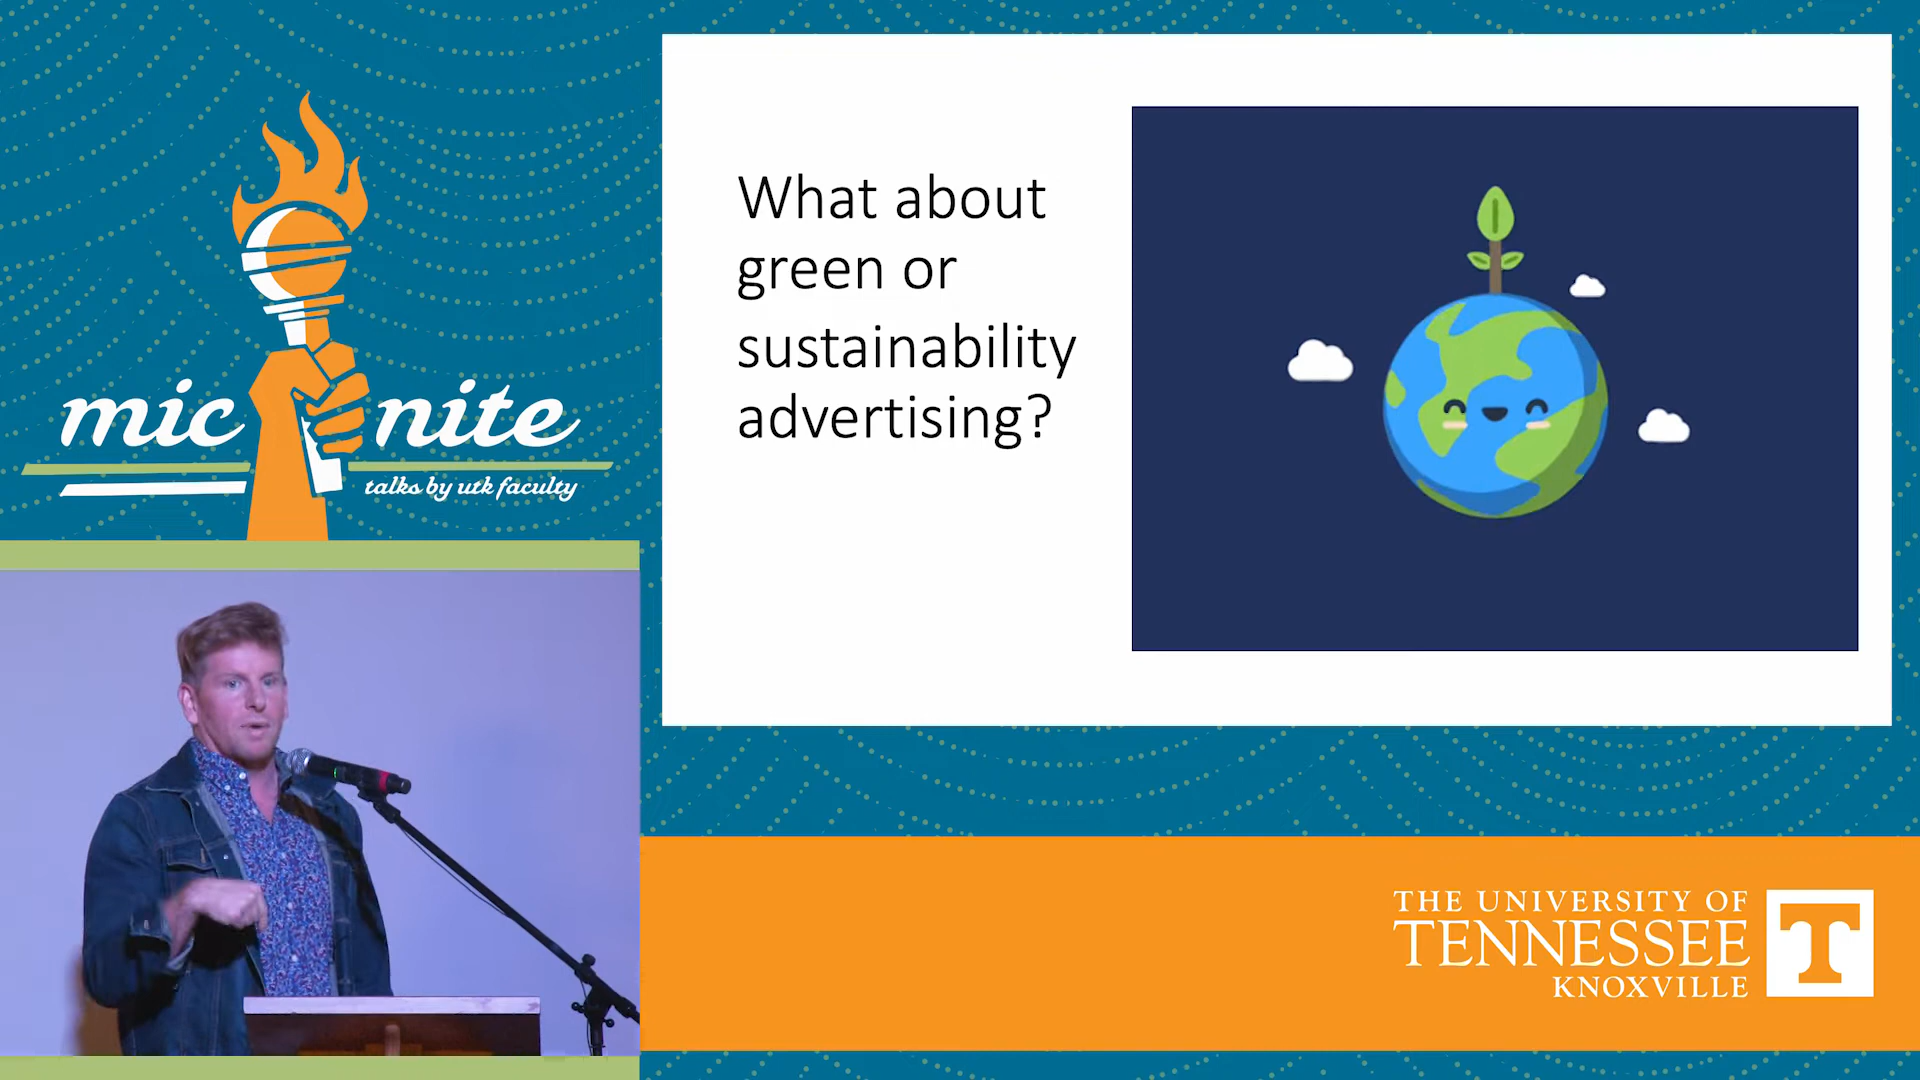 mic nite
talks by utk faculty
What about
green or
sustainability
advertising?
THE UNIVERSITY OF
TENNESSEE
KNOXVILLE
T